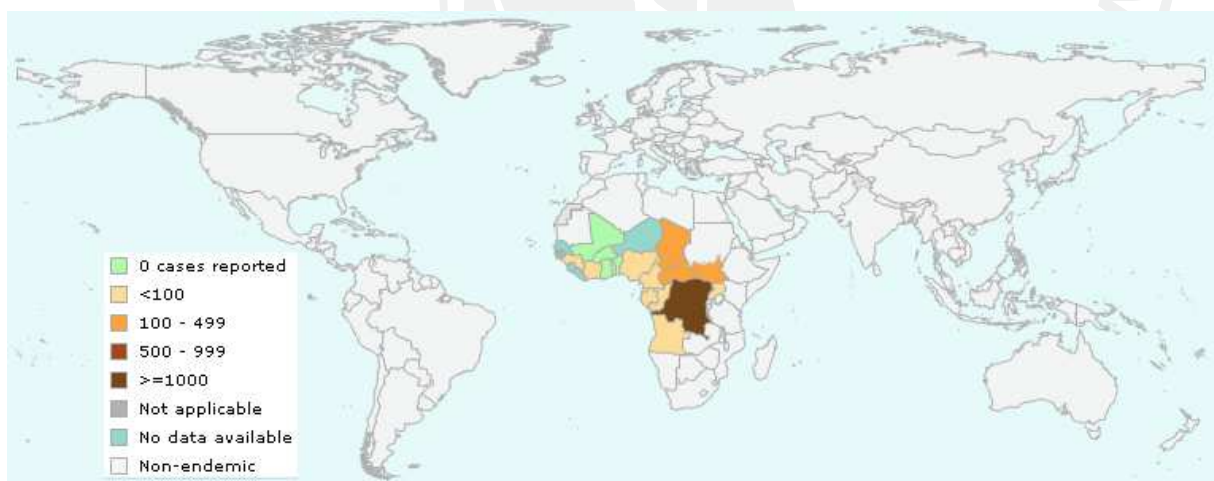 0 cases reported
<100
100 - 499
500 - 999
>=1000
Not applicable
No data available
Non-endemic